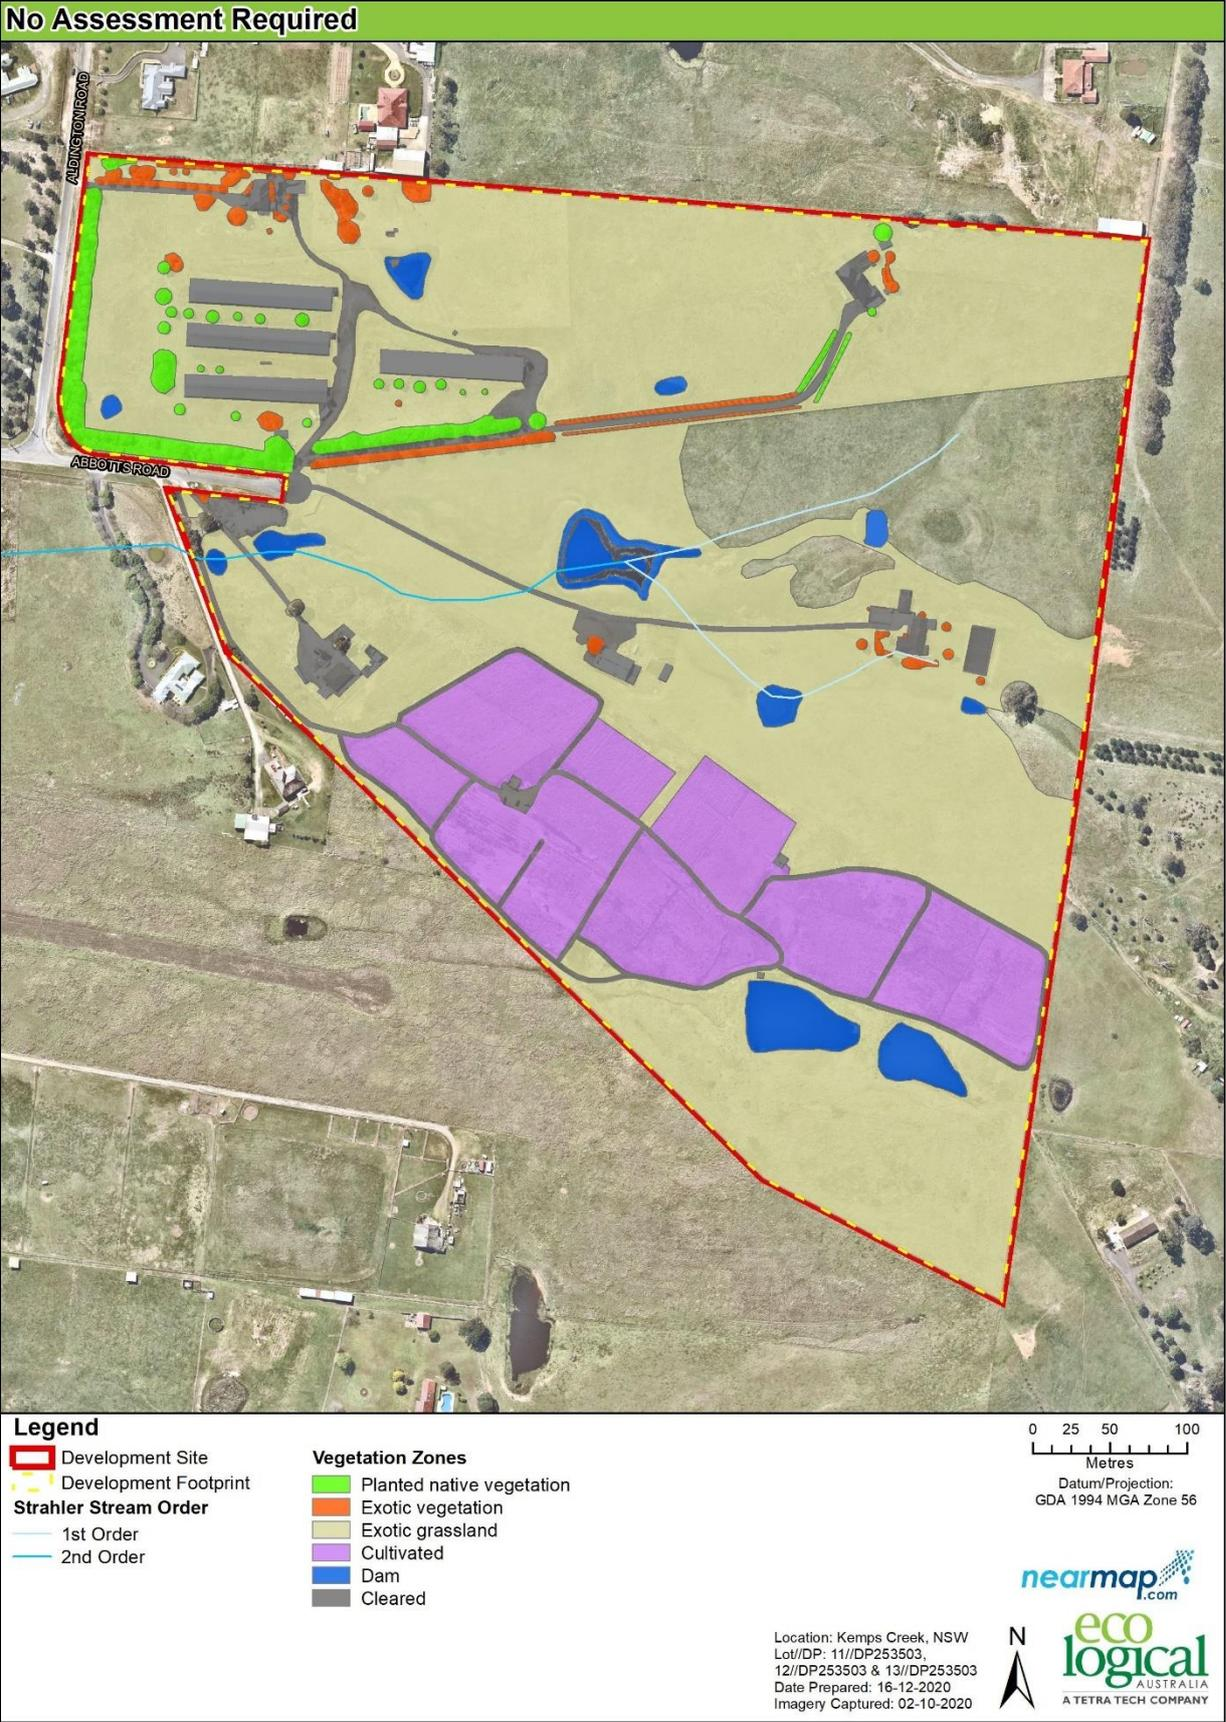 No Assessment Required
ALDINGTON ROAD
ABBOTTS ROAD
Legend
Development Site
Development Footprint
Strahler Stream Order
1st Order
2nd Order
Vegetation Zones
Planted native vegetation
Exotic vegetation
Exotic grassland
Cultivated
Dam
Cleared
0 25 50 100
Metres
Datum/Projection:
GDA 1994 MGA Zone 56
nearmap
.com
Location: Kemps Creek, NSW
Lot//DP: 11//DP253503,
12//DP253503 & 13//DP253503
Date Prepared: 16-12-2020
Imagery Captured: 02-10-2020
N
eco
logical
AUSTRALIA
A TETRA TECH COMPANY